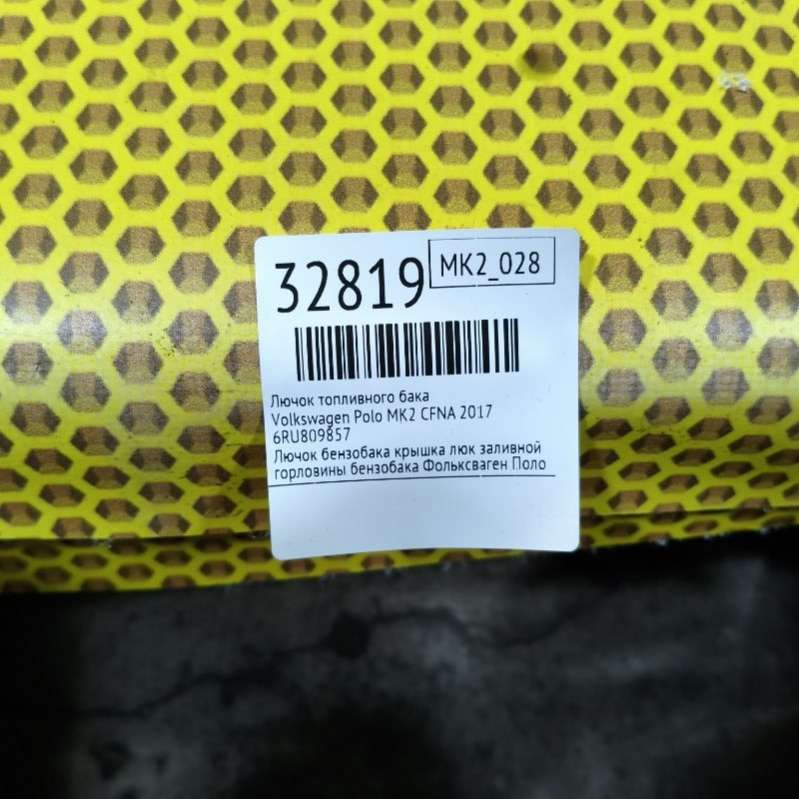 32819 MK2_028
Лючок топливного бака
Volkswagen Polo MK2 CFNA 2017
6RU809857
Лючок бензобака крышка люк заливной
горловины бензобака Фольксваген Поло